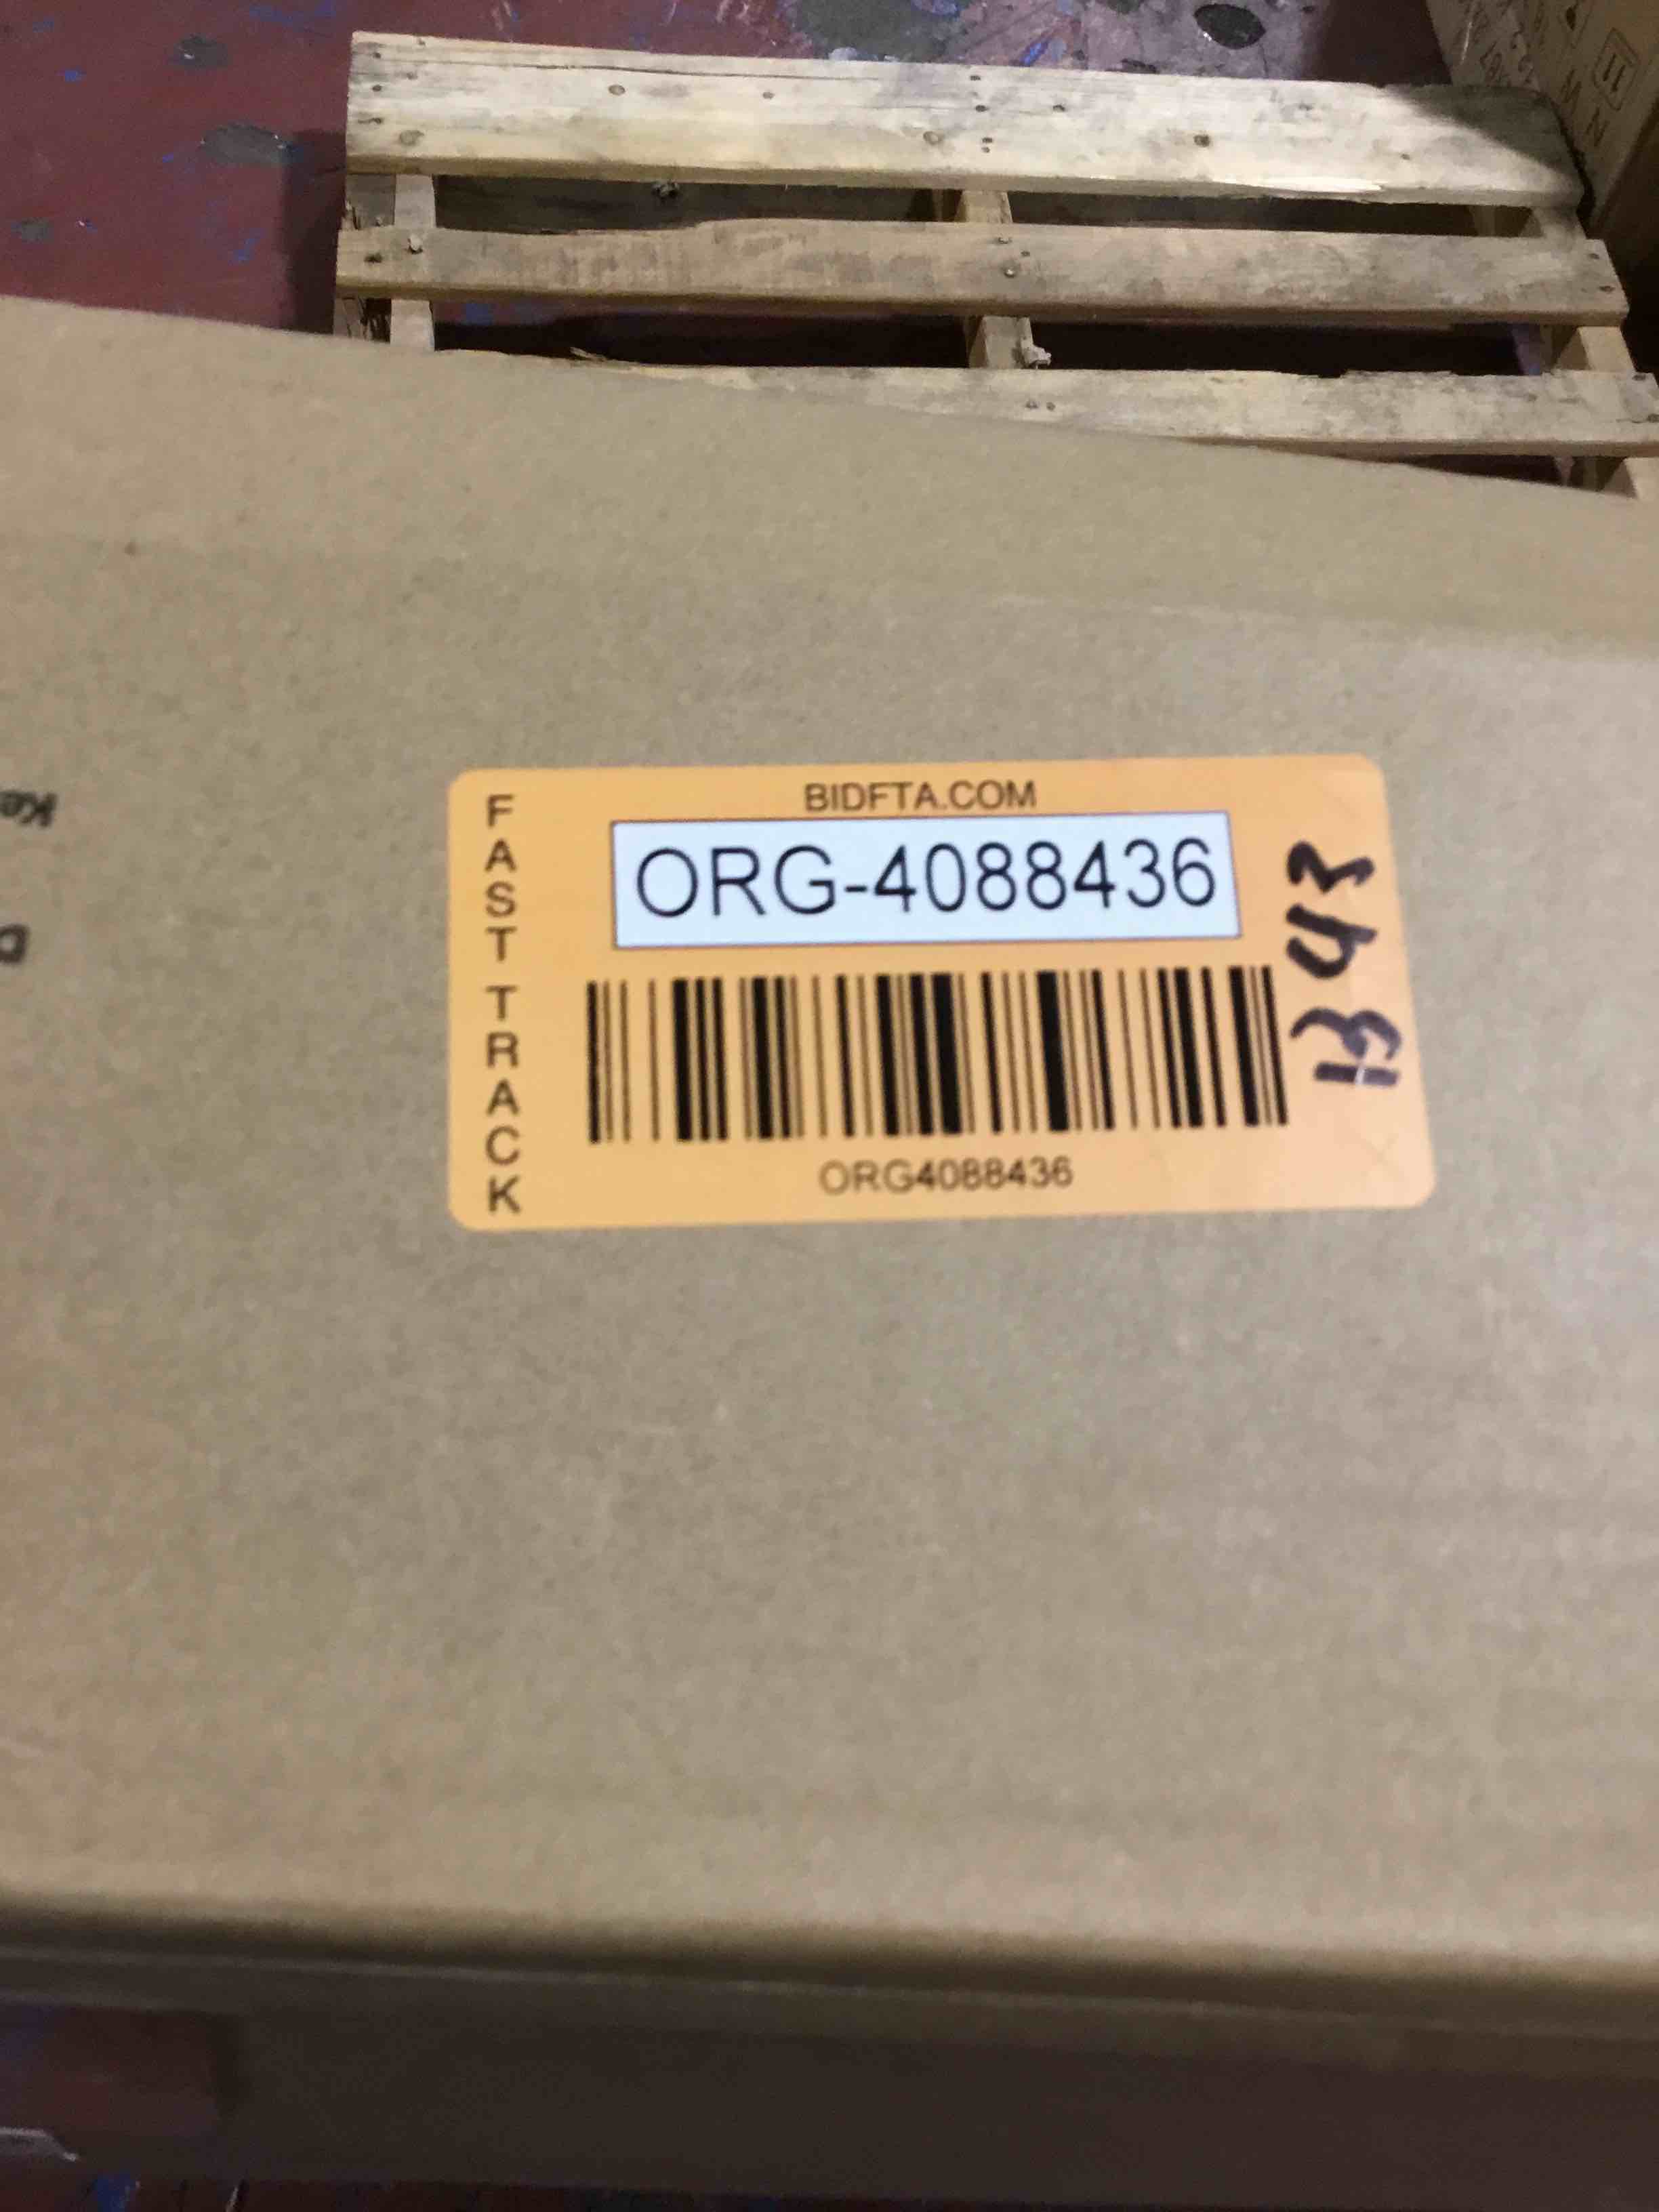 BIDFTA.COM
ORG-4088436
FAST TRACK
1343
ORG4088436